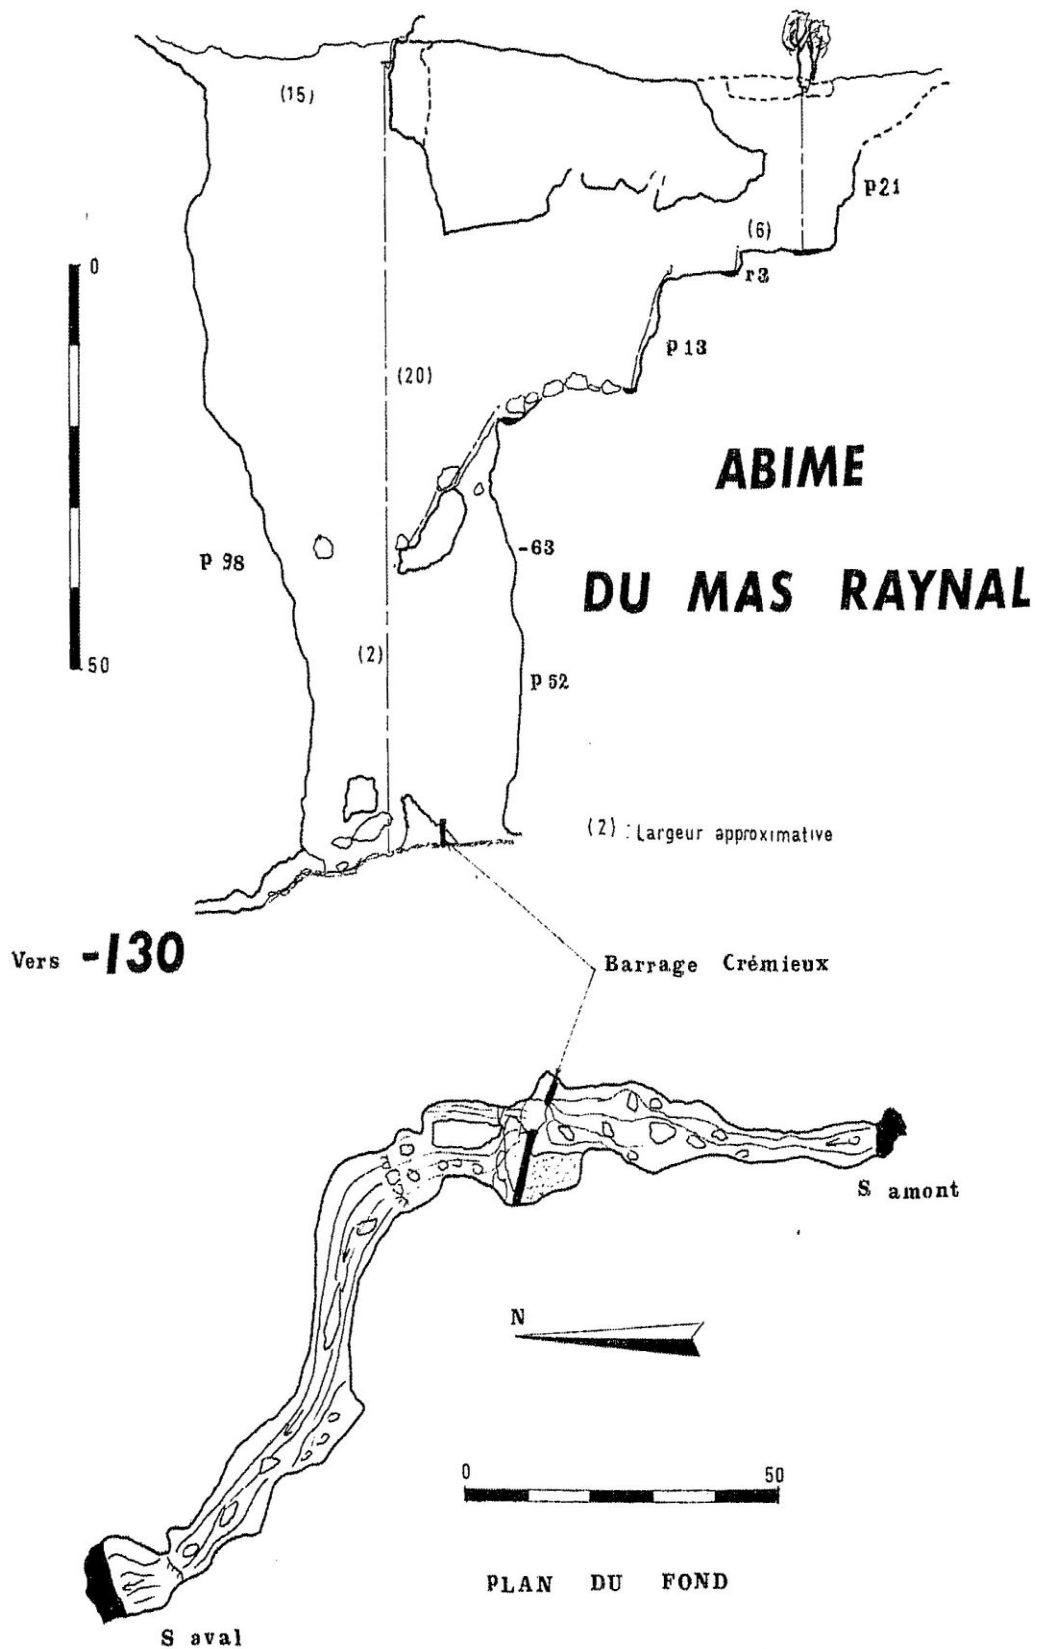 (15)
p21
(6)
0
r3
p 13
(20)
ABIME
p 98
-63
DU MAS RAYNAL
(2)
50
p 52
(2) : Largeur approximative
Vers -130
Barrage Crémieux
S amont
N
0 50
PLAN DU FOND
S aval